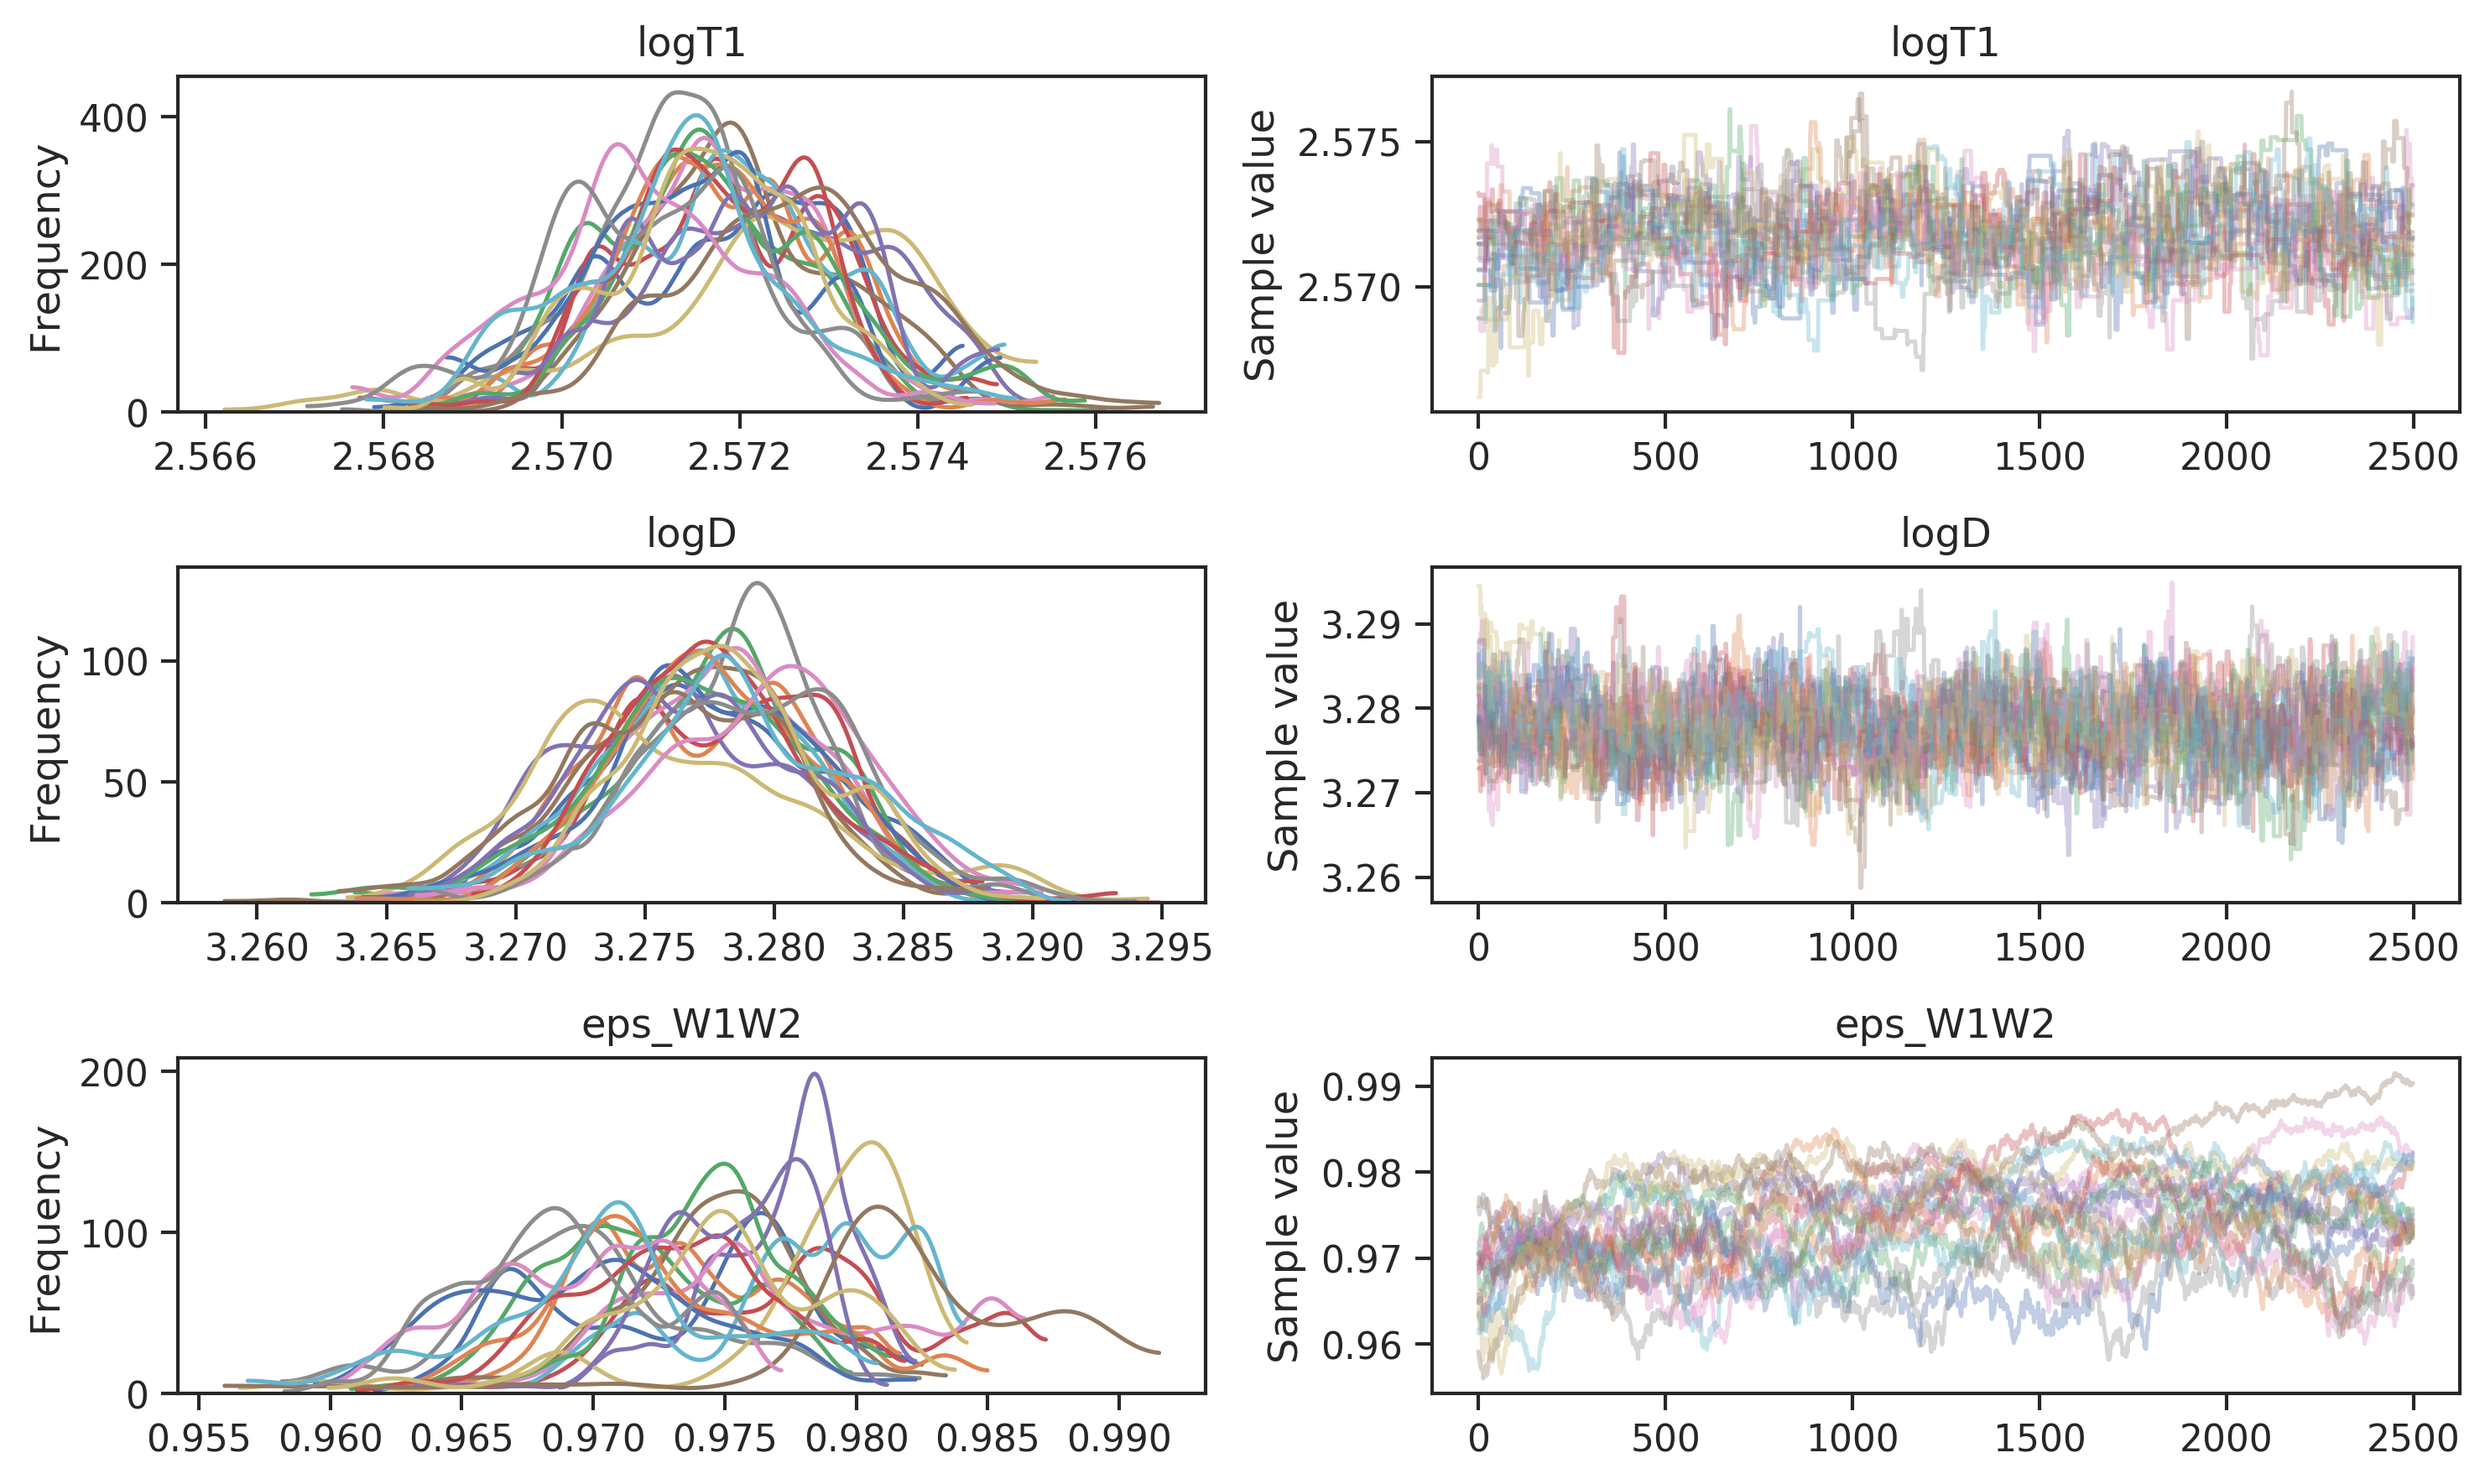 logT1
logT1
Frequency
400
200
0
2.566 2.568 2.570 2.572 2.574 2.576
Sample value
2.575
2.570
0 500 1000 1500 2000 2500
logD
logD
Frequency
100
50
0
3.260 3.265 3.270 3.275 3.280 3.285 3.290 3.295
Sample value
3.29
3.28
3.27
3.26
0 500 1000 1500 2000 2500
eps_W1W2
eps_W1W2
Frequency
200
100
0
0.955 0.960 0.965 0.970 0.975 0.980 0.985 0.990
Sample value
0.99
0.98
0.97
0.96
0 500 1000 1500 2000 2500